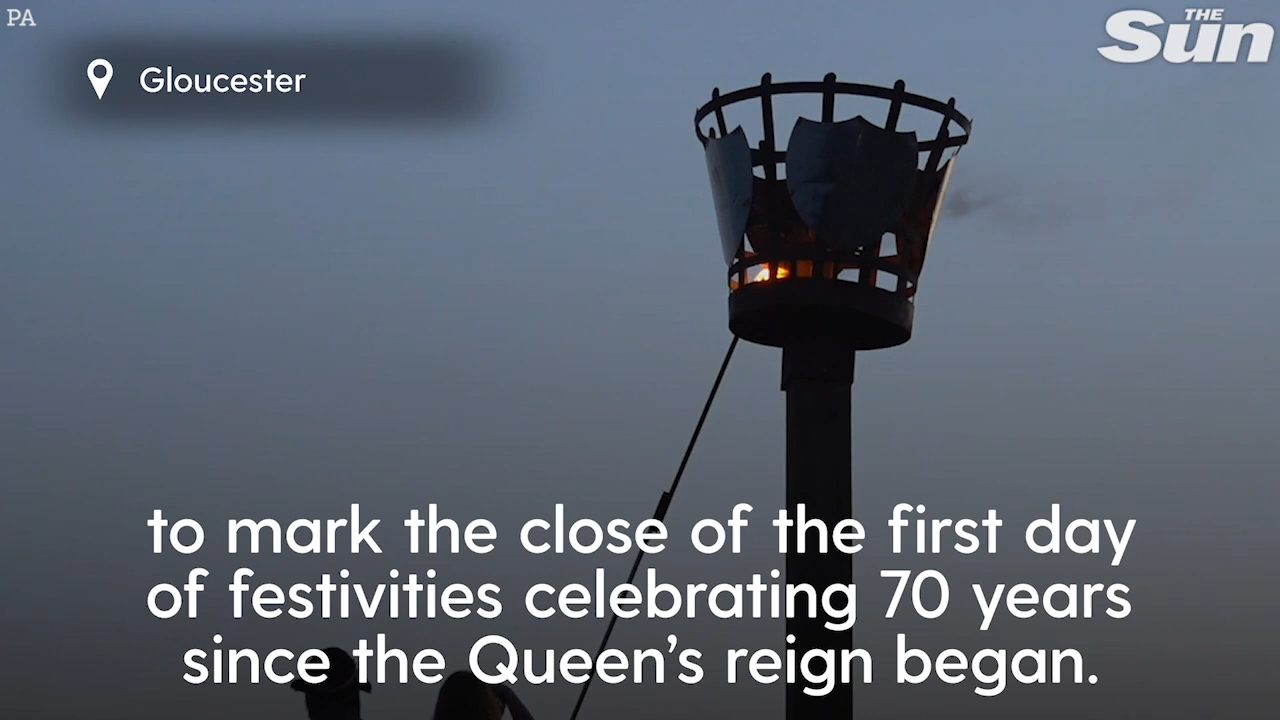 PA
THE
Sun
Gloucester
to mark the close of the first day
of festivities celebrating 70 years
since the Queen’s reign began.